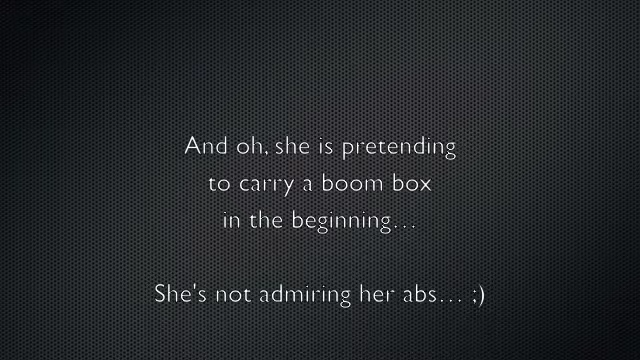 And oh, she is pretending
to carry a boom box
in the beginning...
She's not admiring her abs... ;)